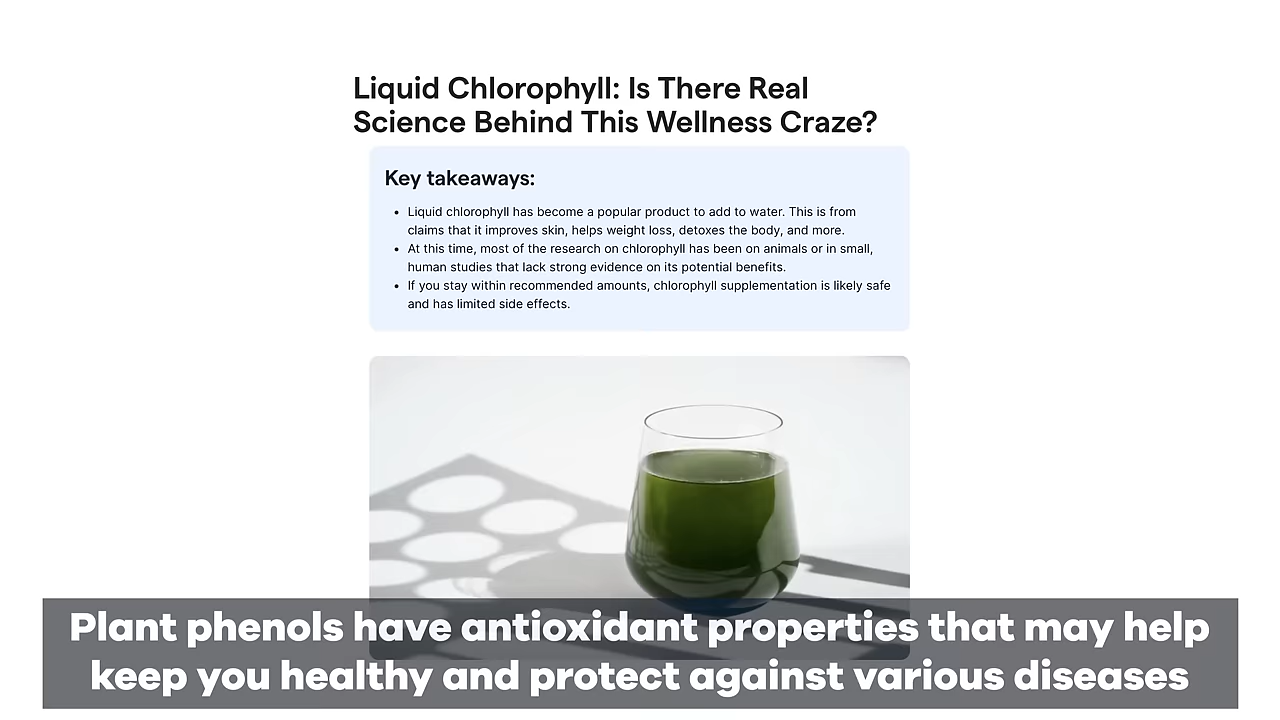 Liquid Chlorophyll: Is There Real
Science Behind This Wellness Craze?
Key takeaways:
• Liquid chlorophyll has become a popular product to add to water. This is from
claims that it improves skin, helps weight loss, detoxes the body, and more.
• At this time, most of the research on chlorophyll has been on animals or in small,
human studies that lack strong evidence on its potential benefits.
• If you stay within recommended amounts, chlorophyll supplementation is likely safe
and has limited side effects.
Plant phenols have antioxidant properties that may help
keep you healthy and protect against various diseases